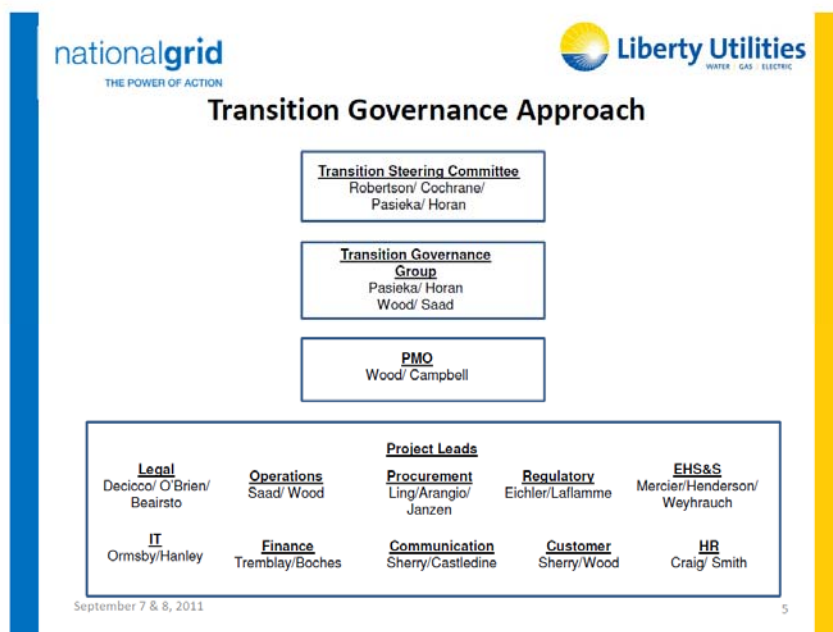 nationalgrid
THE POWER OF ACTION
Liberty Utilities
WATER | GAS | ELECTRIC
Transition Governance Approach
Transition Steering Committee
Robertson/ Cochrane/
Pasieka/ Horan
Transition Governance
Group
Pasieka/ Horan
Wood/ Saad
PMO
Wood/ Campbell
Project Leads
Legal
Decicco/ O'Brien/
Beairsto
Operations
Saad/ Wood
Procurement
Ling/Arangio/
Janzen
Regulatory
Eichler/Laflamme
EHS&S
Mercier/Henderson/
Weyhrauch
IT
Ormsby/Hanley
Finance
Tremblay/Boches
Communication
Sherry/Castledine
Customer
Sherry/Wood
HR
Craig/ Smith
September 7 & 8, 2011
5